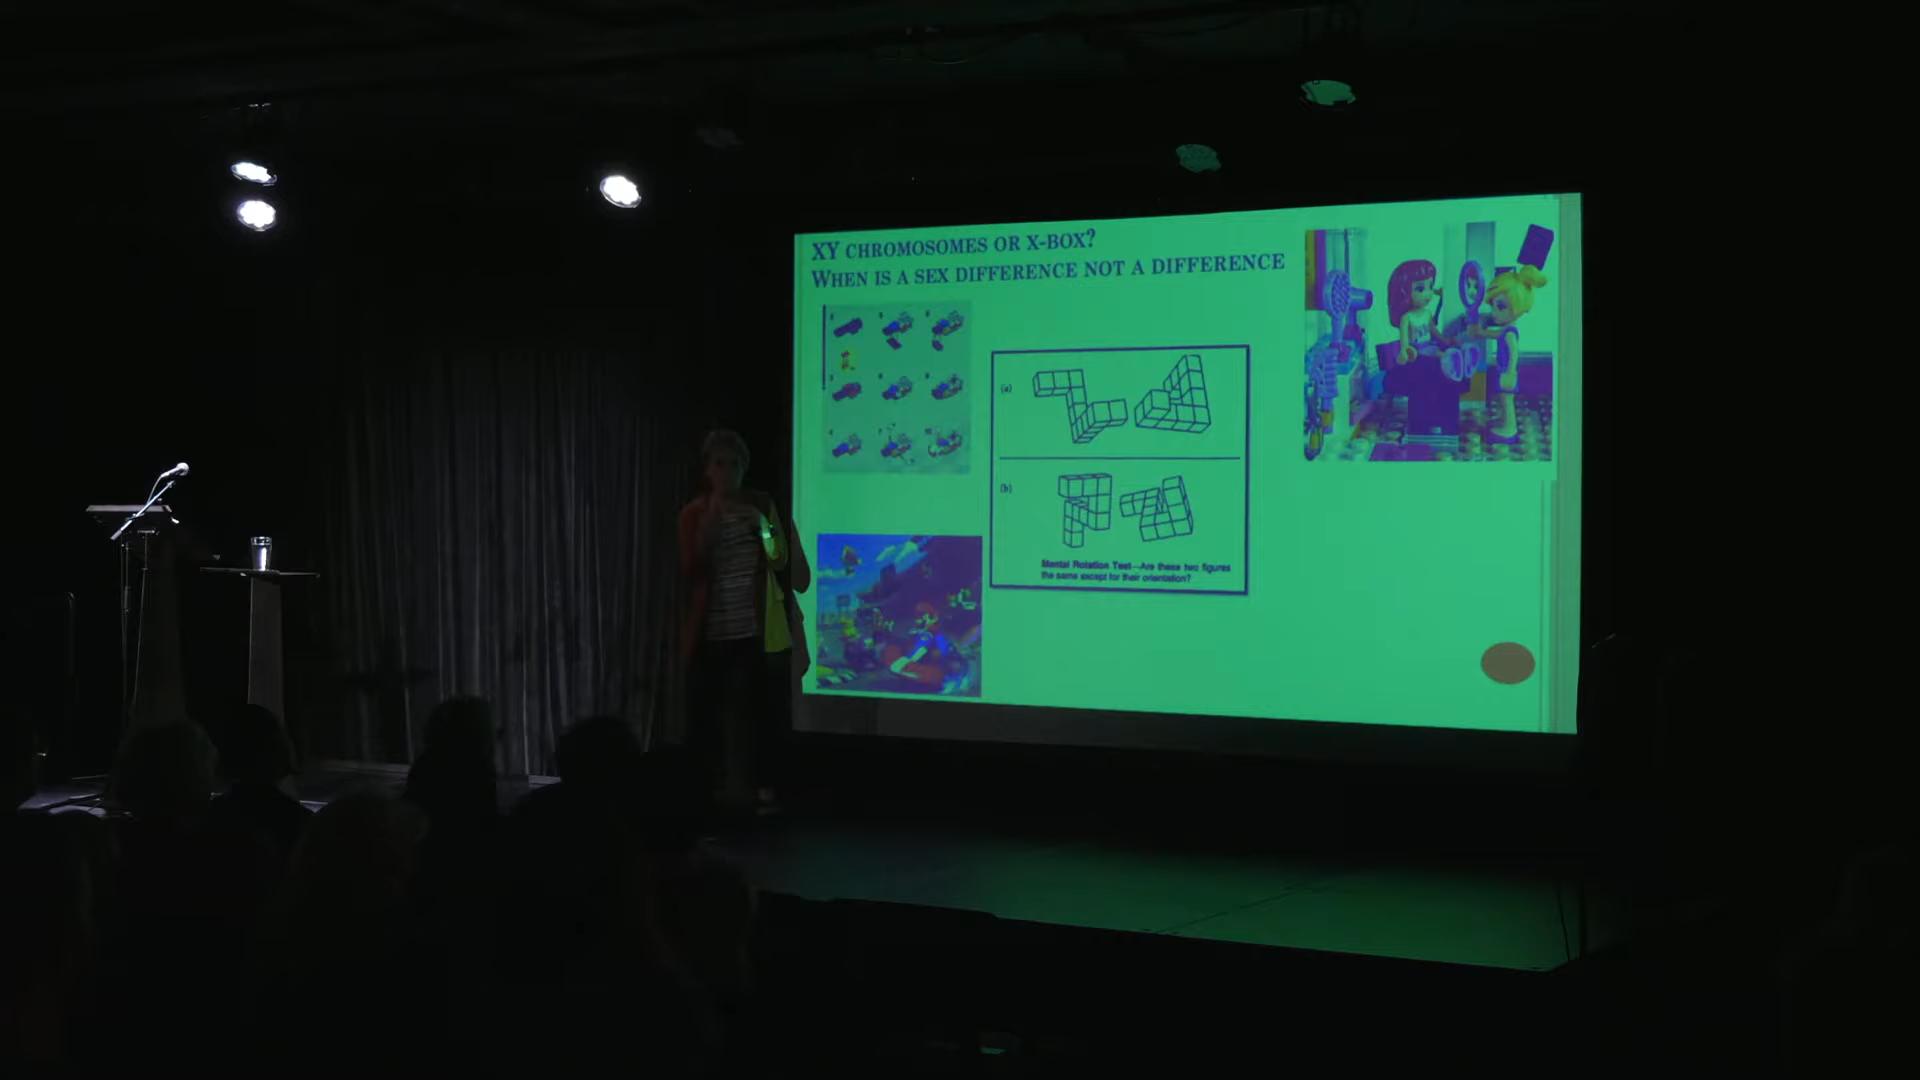 XY CHROMOSOMES OR X-BOX?
WHEN IS A SEX DIFFERENCE NOT A DIFFERENCE
(a)
(b)
Mental Rotation Test—Are these two figures
the same except for their orientation?